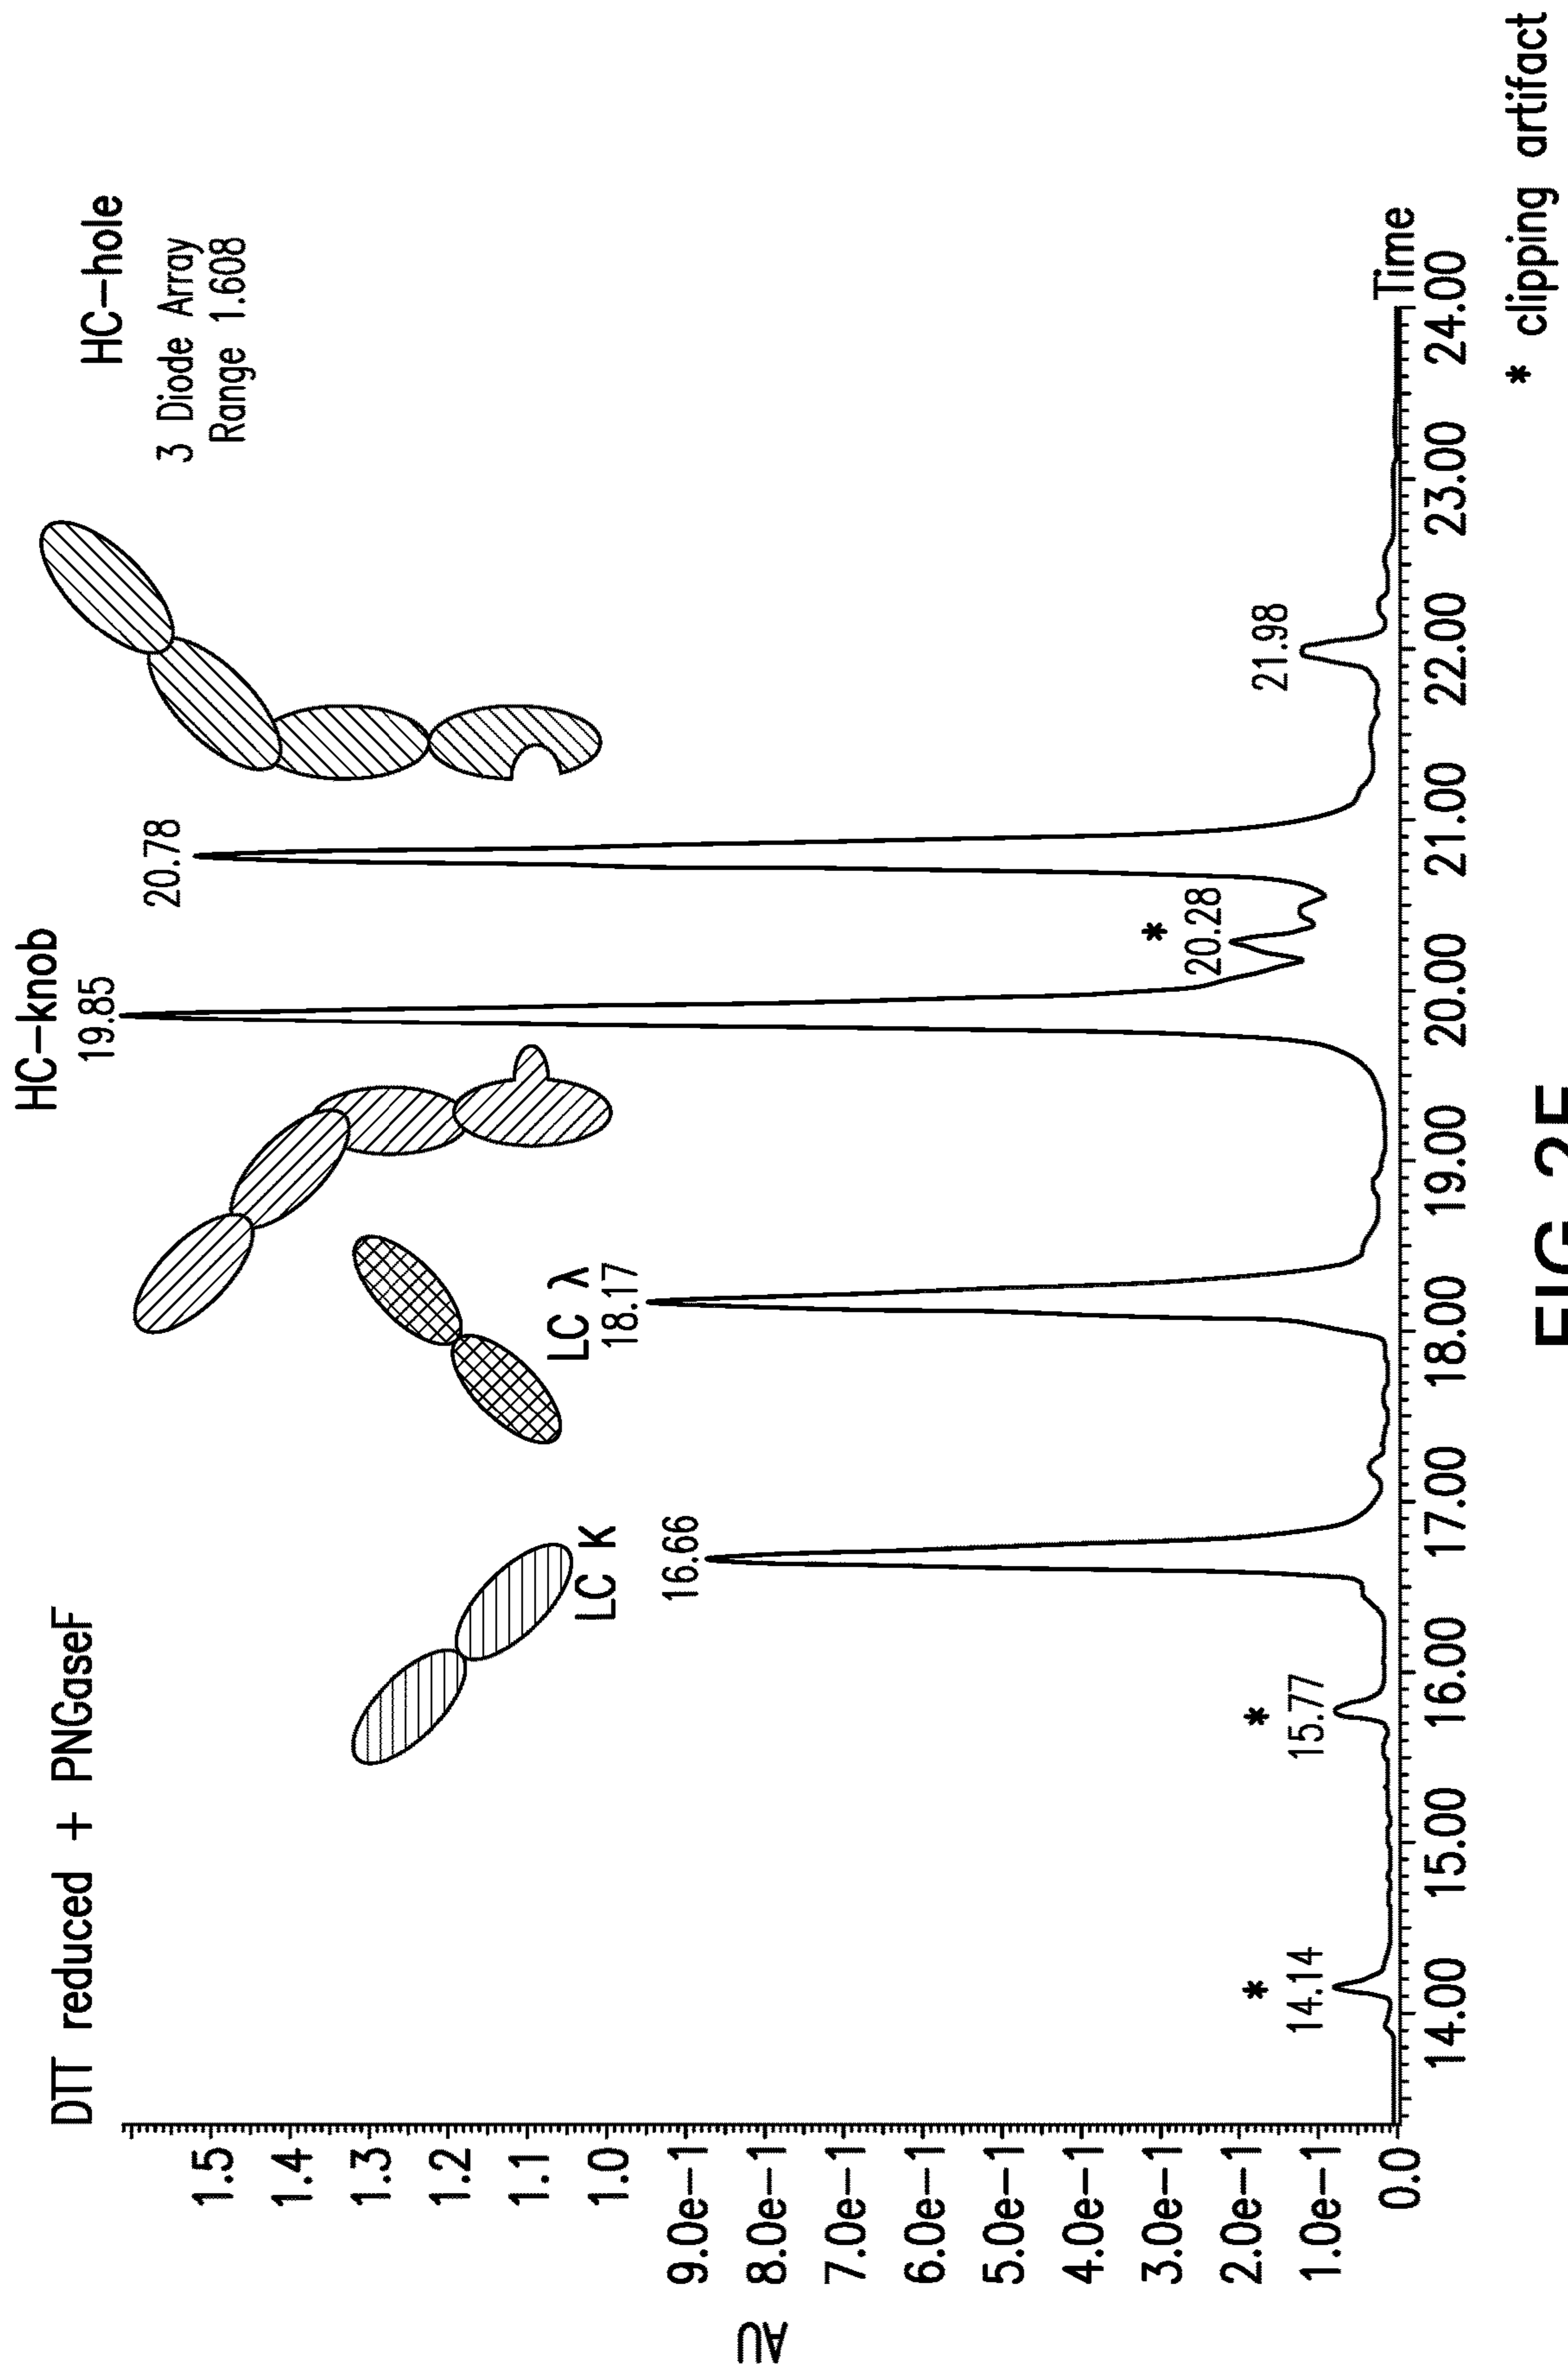 DTT reduced + PNGaseF
HC-knob
19.85
HC-hole
3 Diode Array
Range 1.608
20.78
LC λ
18.17
LC K
16.66
*
20.28
21.98
*
15.77
*
14.14
AU
1.5
1.4
1.3
1.2
1.1
1.0
9.0e-1
8.0e-1
7.0e-1
6.0e-1
5.0e-1
4.0e-1
3.0e-1
2.0e-1
1.0e-1
0.0
Time
14.00 15.00 16.00 17.00 18.00 19.00 20.00 21.00 22.00 23.00 24.00
* clipping artifact